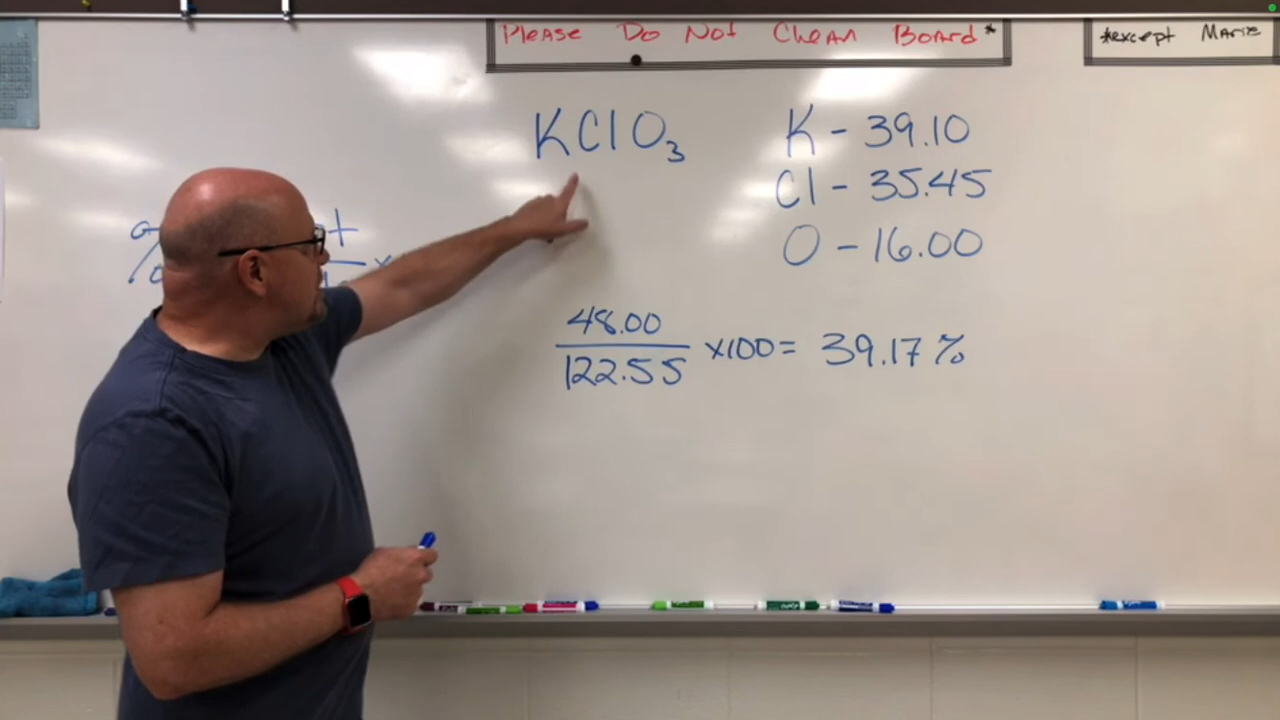 Please Do Not Clean Board*
*except Marie
KClO₃
K - 39.10
Cl - 35.45
O - 16.00
48.00
122.55
×100 = 39.17 %
%